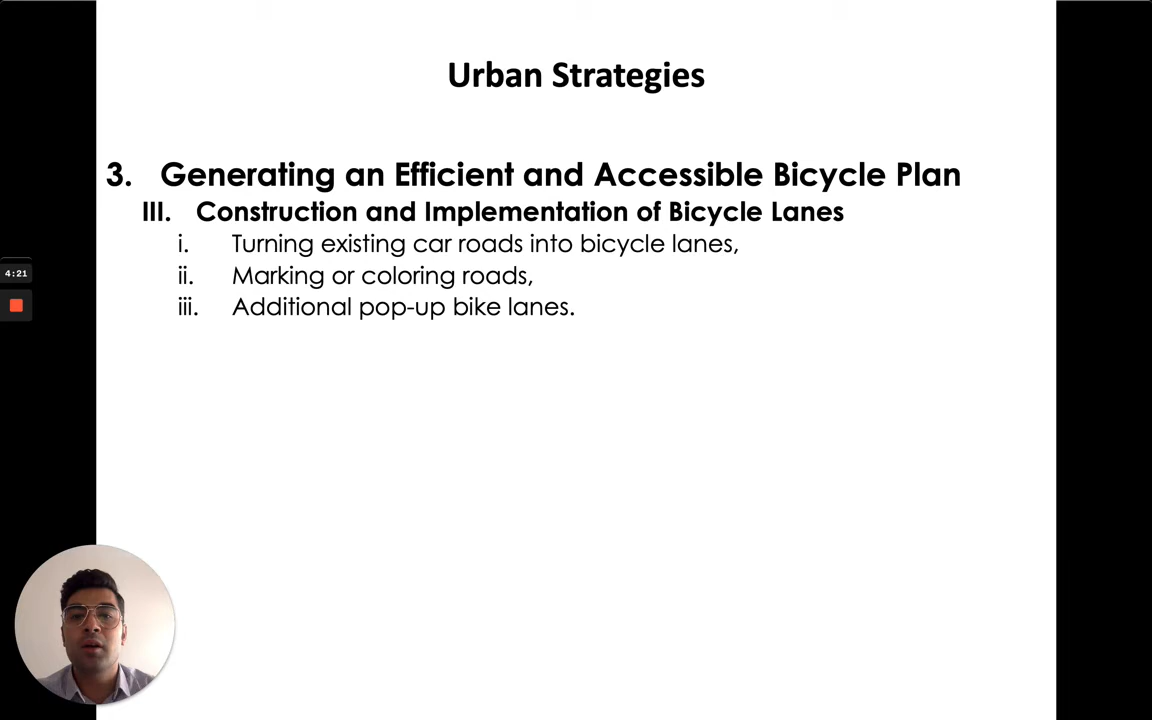 Urban Strategies
3. Generating an Efficient and Accessible Bicycle Plan
III. Construction and Implementation of Bicycle Lanes
i. Turning existing car roads into bicycle lanes,
ii. Marking or coloring roads,
4:21
iii. Additional pop-up bike lanes.